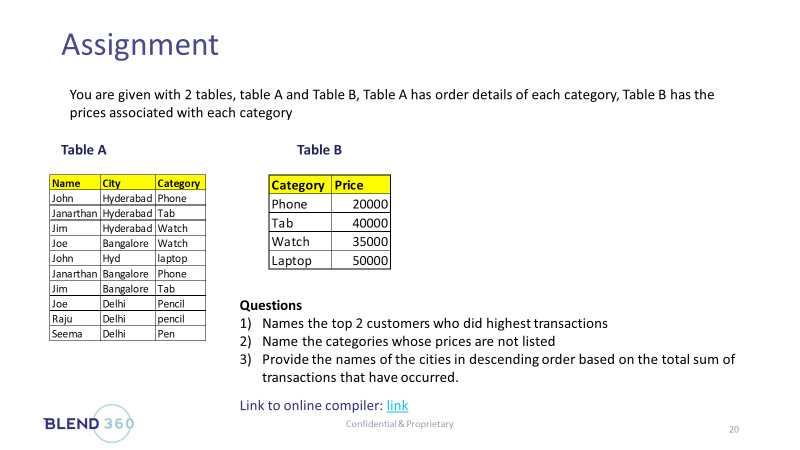 Assignment
You are given with 2 tables, table A and Table B, Table A has order details of each category, Table B has the
prices associated with each category
Table A
Name City Category
John Hyderabad Phone
Janarthan Hyderabad Tab
Jim Hyderabad Watch
Joe Bangalore Watch
John Hyd laptop
Janarthan Bangalore Phone
Jim Bangalore Tab
Joe Delhi Pencil
Raju Delhi pencil
Seema Delhi Pen
Table B
Category Price
Phone 20000
Tab 40000
Watch 35000
Laptop 50000
Questions
1) Names the top 2 customers who did highest transactions
2) Name the categories whose prices are not listed
3) Provide the names of the cities in descending order based on the total sum of
transactions that have occurred.
Link to online compiler: link
BLEND 360
Confidential & Proprietary
20